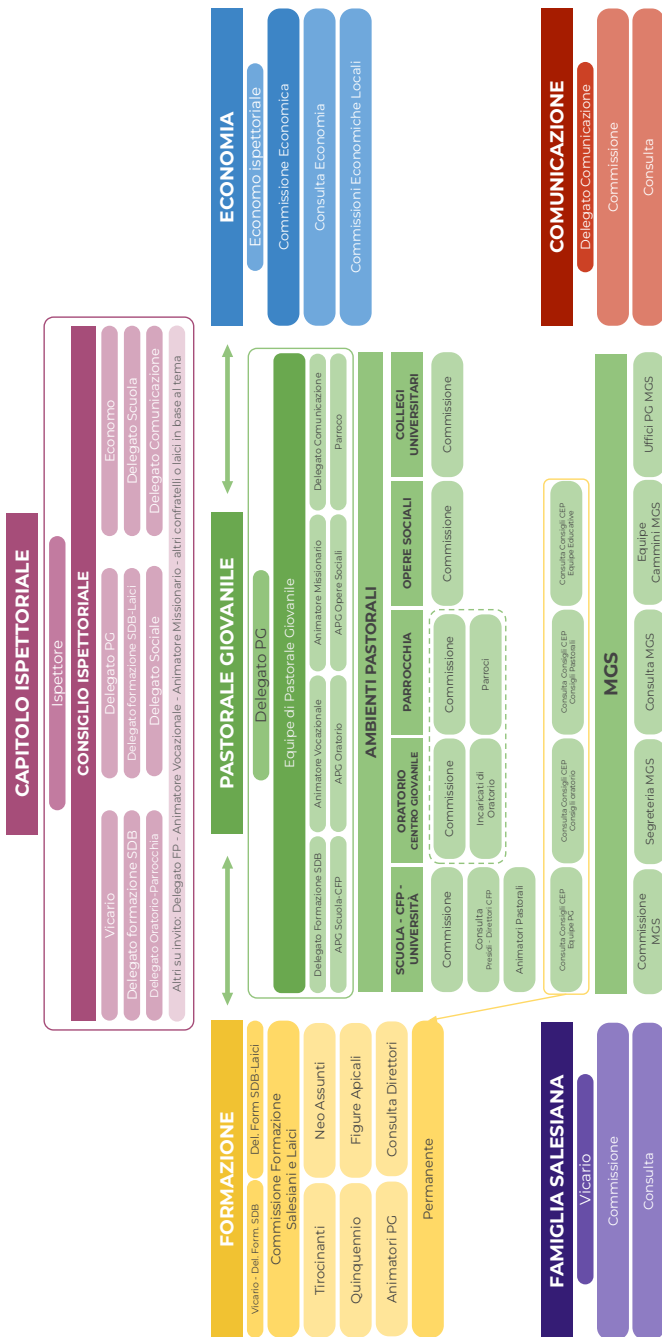 CAPITOLO ISPETTORIALE
Ispettore
CONSIGLIO ISPETTORIALE
Vicario
Delegato PG
Economo
Delegato formazione SDB
Delegato formazione SDB-Laici
Delegato Scuola
Delegato Oratorio-Parrocchia
Delegato Sociale
Delegato Comunicazione
Altri su invito: Delegato FP - Animatore Vocazionale - Animatore Missionario - altri confratelli o laici in base al tema
FORMAZIONE
Vicario - Del. Form. SDB
Del. Form SDB-Laici
Commissione Formazione
Salesiani e Laici
Tirocinanti
Neo Assunti
Quinquennio
Figure Apicali
Animatori PG
Consulta Direttori
Permanente
PASTORALE GIOVANILE
Delegato PG
Equipe di Pastorale Giovanile
Delegato Formazione SDB
Animatore Vocazionale
Animatore Missionario
Delegato Comunicazione
APG Scuola-CFP
APG Oratorio
APG Opere Sociali
Parroco
AMBIENTI PASTORALI
SCUOLA - CFP -
UNIVERSITÀ
ORATORIO
CENTRO GIOVANILE
PARROCCHIA
OPERE SOCIALI
COLLEGI
UNIVERSITARI
Commissione
Commissione
Commissione
Commissione
Commissione
Consulta
Presidi - Direttori CFP
Incaricati di
Oratorio
Parroci
Animatori Pastorali
Consulta Consigli CEP
Equipe PG
Consulta Consigli CEP
Consigli oratorio
Consulta Consigli CEP
Consigli Pastorali
Consulta Consigli CEP
Equipe Educative
MGS
Commissione
MGS
Segreteria MGS
Consulta MGS
Equipe
Cammini MGS
Uffici PG MGS
ECONOMIA
Economo ispettoriale
Commissione Economica
Consulta Economia
Commissioni Economiche Locali
FAMIGLIA SALESIANA
Vicario
Commissione
Consulta
COMUNICAZIONE
Delegato Comunicazione
Commissione
Consulta